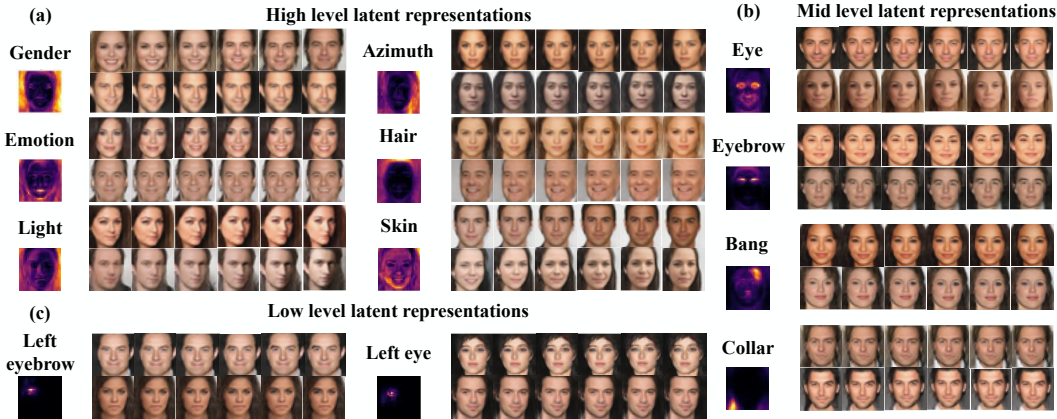 (a)
High level latent representations
Gender
Azimuth
Emotion
Hair
Light
Skin
(b)
Mid level latent representations
Eye
Eyebrow
Bang
Collar
(c)
Low level latent representations
Left
eyebrow
Left eye